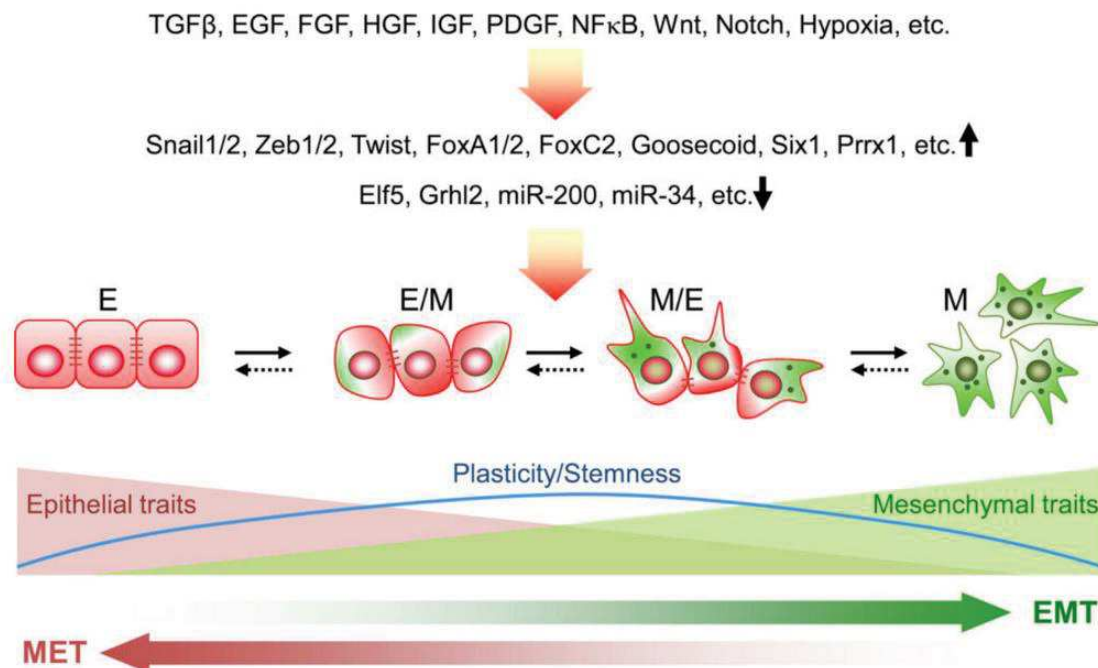 TGFβ, EGF, FGF, HGF, IGF, PDGF, NFκB, Wnt, Notch, Hypoxia, etc.
Snail1/2, Zeb1/2, Twist, FoxA1/2, FoxC2, Goosecoid, Six1, Prrx1, etc.
Elf5, Grhl2, miR-200, miR-34, etc.
E E/M M/E M
Plasticity/Stemness
Epithelial traits Mesenchymal traits
EMT
MET